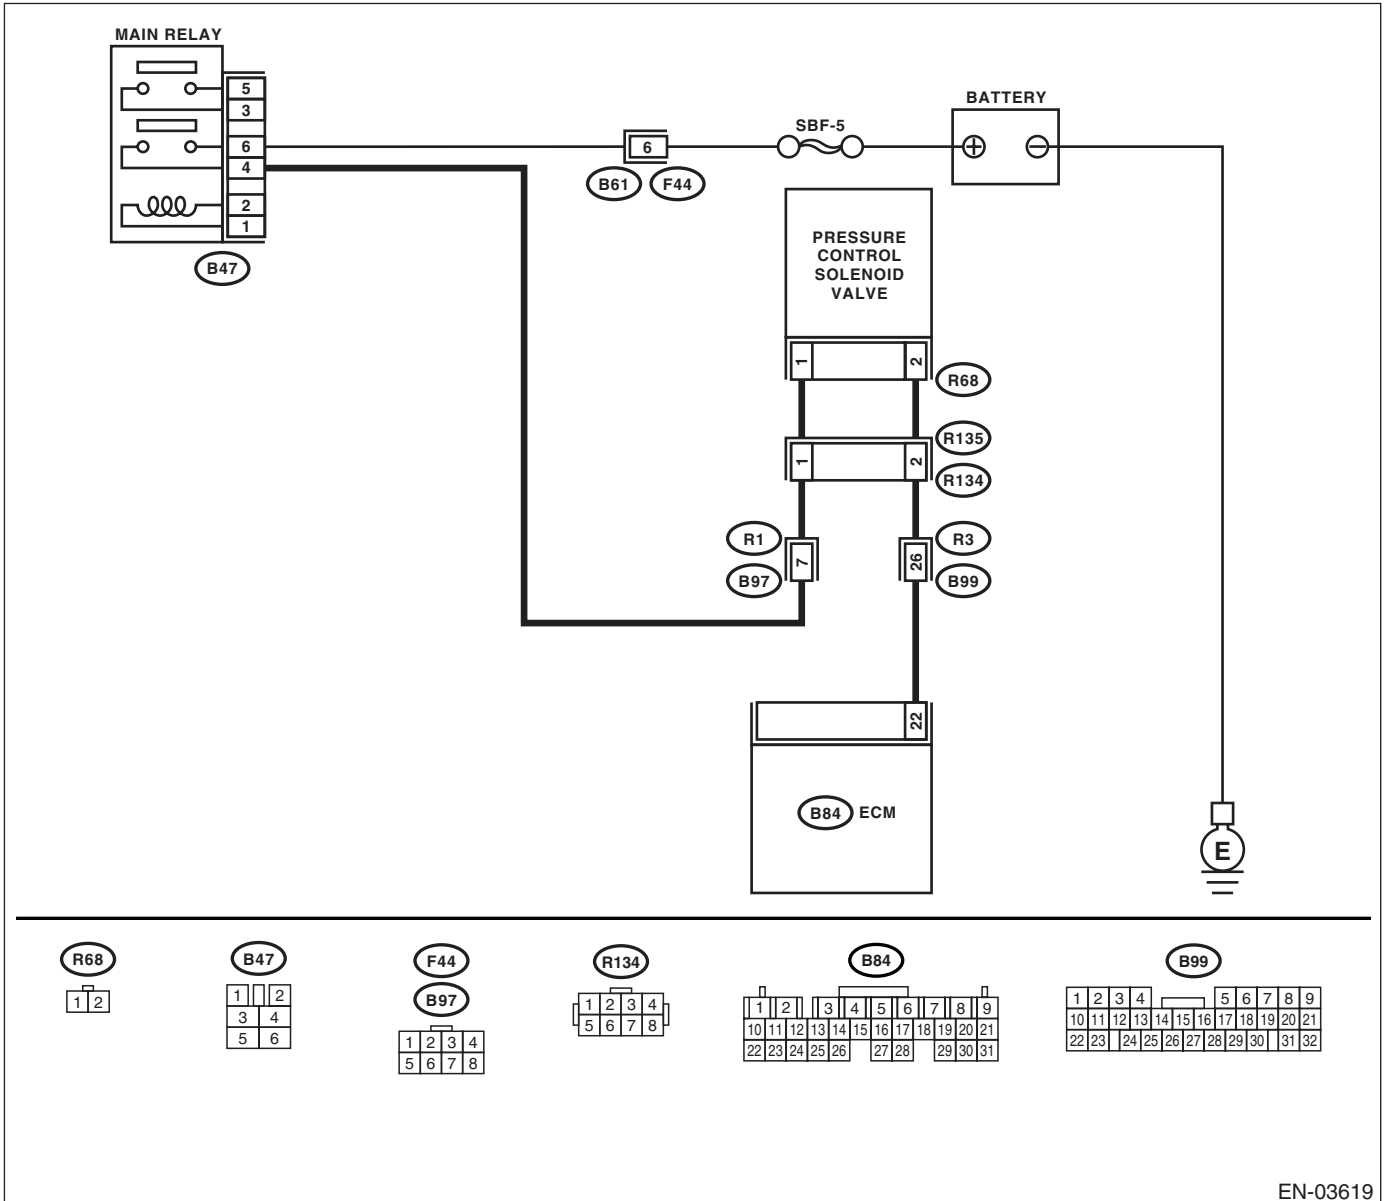 MAIN RELAY
5
3
6
4
2
1
B47
6
B61 F44
SBF-5
BATTERY
+ −
PRESSURE
CONTROL
SOLENOID
VALVE
1 2
R68
R135
1 2
R134
R1
7
B97
R3
26
B99
22
B84 ECM
E
R68
1 2
B47
1 2
3 4
5 6
F44
B97
1 2 3 4
5 6 7 8
R134
1 2 3 4
5 6 7 8
B84
1 2 3 4 5 6 7 8 9
10 11 12 13 14 15 16 17 18 19 20 21
22 23 24 25 26 27 28 29 30 31
B99
1 2 3 4 5 6 7 8 9
10 11 12 13 14 15 16 17 18 19 20 21
22 23 24 25 26 27 28 29 30 31 32
EN-03619